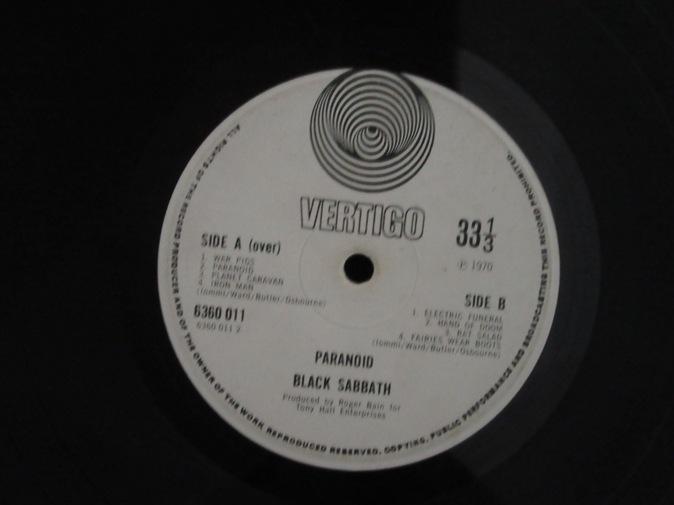 VERTIGO
33 1/3
℗ 1970
SIDE A (over)
1. WAR PIGS
2. PARANOID
3. PLANET CARAVAN
4. IRON MAN
(Iommi/Ward/Butler/Osbourne)
6360 011
6360 011 2
SIDE B
1. ELECTRIC FUNERAL
2. HAND OF DOOM
3. RAT SALAD
4. FAIRIES WEAR BOOTS
(Iommi/Ward/Butler/Osbourne)
PARANOID
BLACK SABBATH
Produced by Roger Bain for
Tony Hall Enterprises
ALL RIGHTS OF THE RECORD PRODUCER AND OF THE OWNER OF THE WORK REPRODUCED RESERVED. COPYING, PUBLIC PERFORMANCE AND BROADCASTING THIS RECORD PROHIBITED.